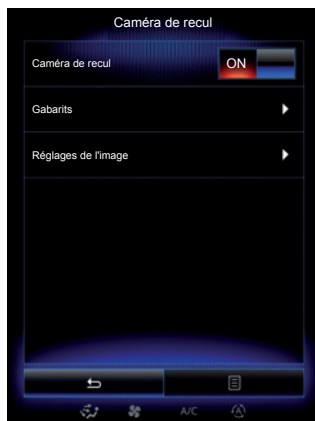 Caméra de recul
Caméra de recul ON
Gabarits
Réglages de l'image
A/C
A